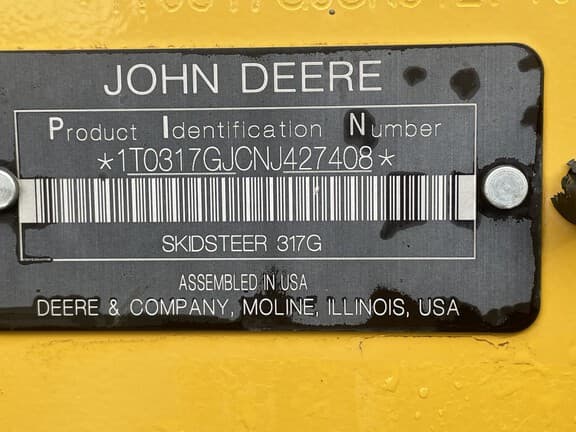 JOHN DEERE
Product Identification Number
*1T0317GJCNJ427408*
SKIDSTEER 317G
ASSEMBLED IN USA
DEERE & COMPANY, MOLINE, ILLINOIS, USA